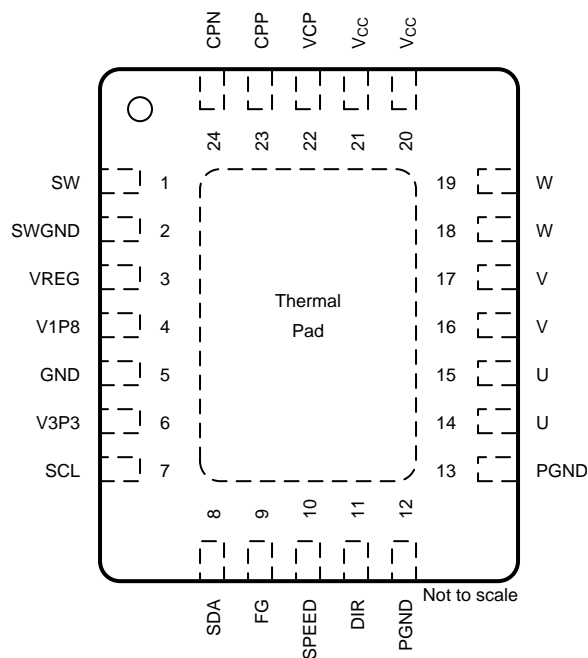 CPN
CPP
VCP
VCC
VCC
24
23
22
21
20
SW
1
SWGND
2
VREG
3
V1P8
4
GND
5
V3P3
6
SCL
7
Thermal
Pad
19
W
18
W
17
V
16
V
15
U
14
U
13
PGND
8
9
10
11
12
SDA
FG
SPEED
DIR
PGND
Not to scale